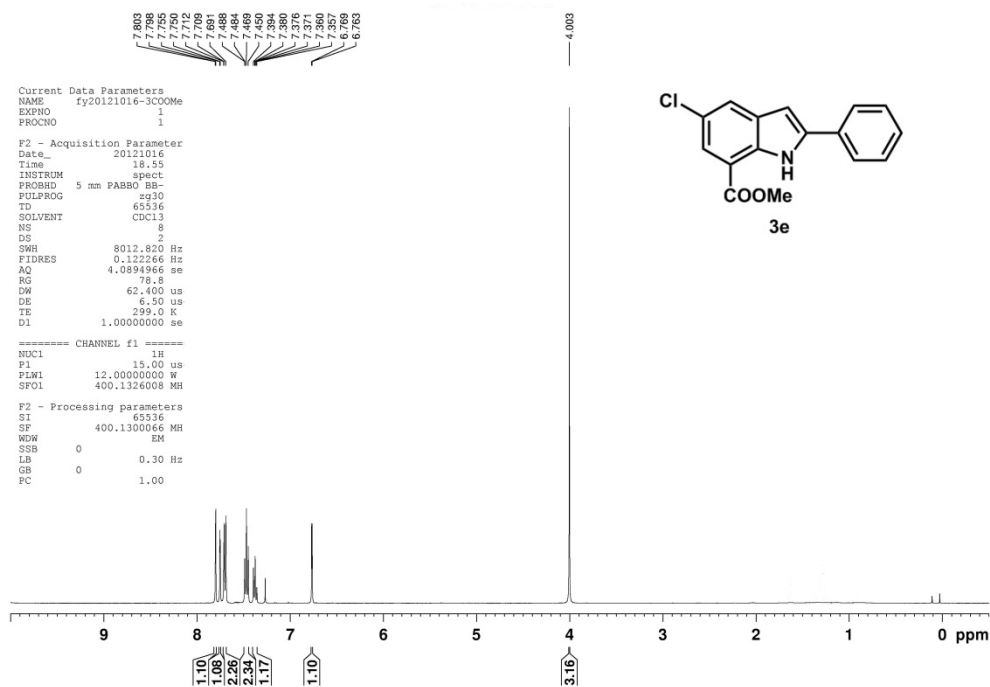 7.803
7.798
7.755
7.750
7.712
7.709
7.691
7.488
7.484
7.469
7.450
7.394
7.380
7.376
7.371
7.360
7.357
6.769
6.763
4.003
Current Data Parameters
NAME fy20121016-3COOMe
EXPNO 1
PROCNO 1
F2 - Acquisition Parameter
Date_ 20121016
Time 18.55
INSTRUM spect
PROBHD 5 mm PABBO BB-
PULPROG zg30
TD 65536
SOLVENT CDCl3
NS 8
DS 2
SWH 8012.820 Hz
FIDRES 0.122266 Hz
AQ 4.0894966 se
RG 78.8
DW 62.400 us
DE 6.50 us
TE 299.0 K
D1 1.00000000 se
======== CHANNEL f1 ======
NUC1 1H
P1 15.00 us
PLW1 12.00000000 W
SFO1 400.1326008 MH
F2 - Processing parameters
SI 65536
SF 400.1300066 MH
WDW EM
SSB 0
LB 0.30 Hz
GB 0
PC 1.00
Cl
N
H
COOMe
3e
9 8 7 6 5 4 3 2 1 0 ppm
1.10
1.08
2.26
2.34
1.17
1.10
3.16